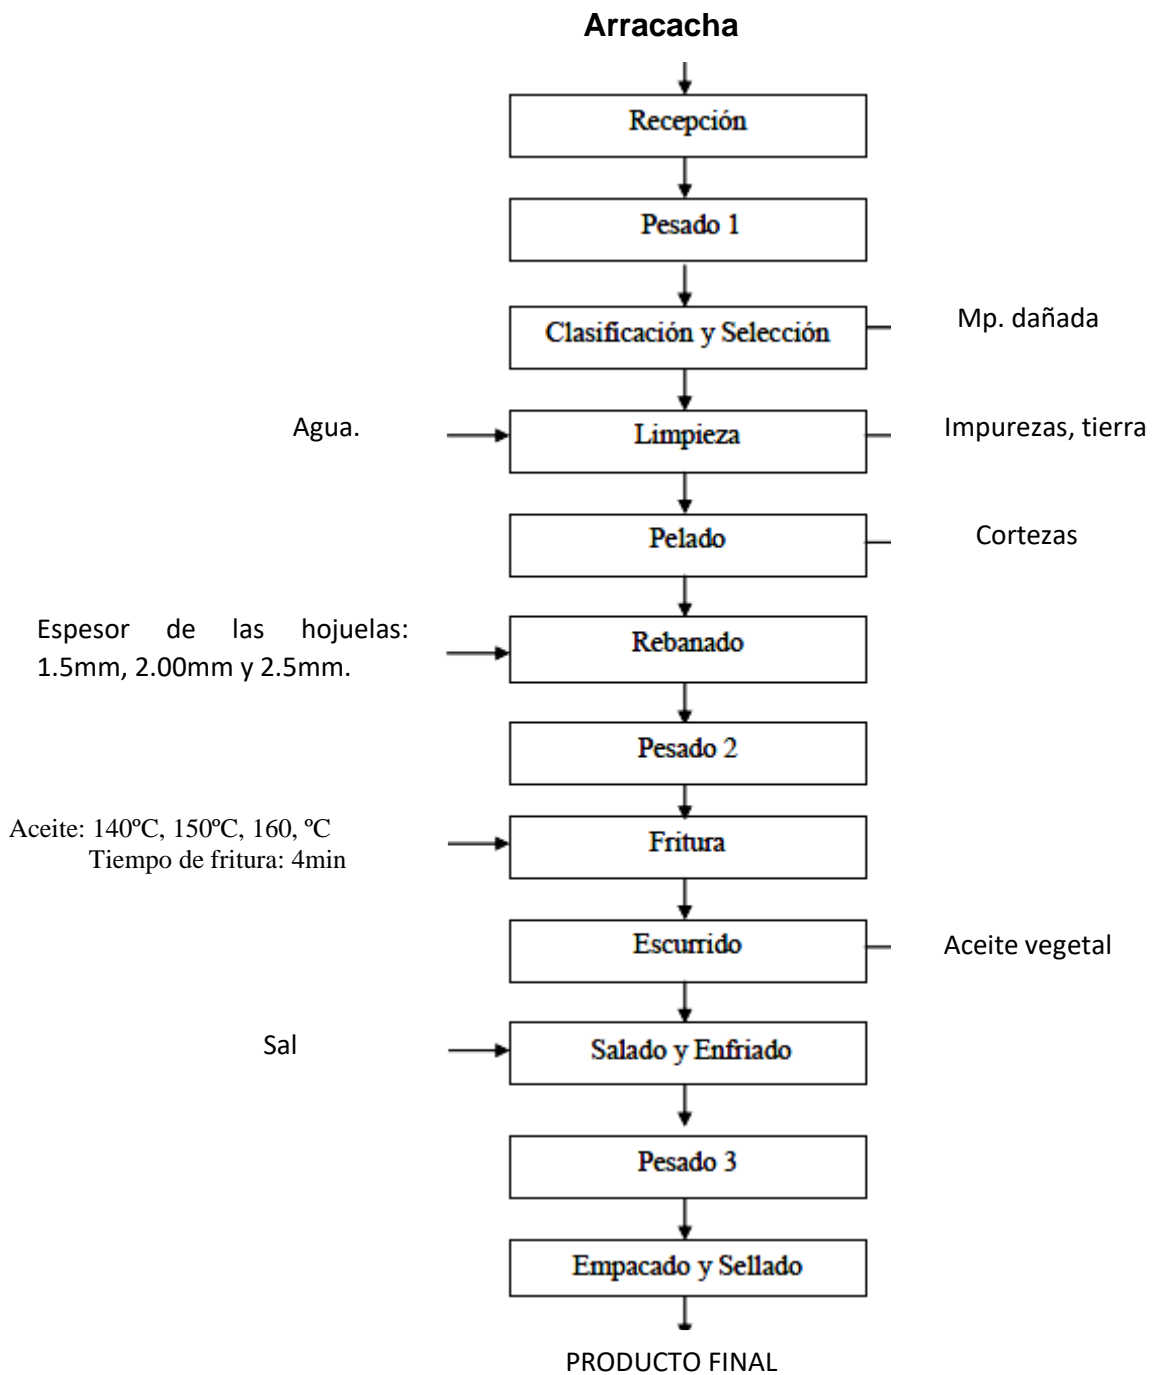 Arracacha
Recepción
Pesado 1
Clasificación y Selección
Mp. dañada
Agua.
Limpieza
Impurezas, tierra
Pelado
Cortezas
Espesor de las hojuelas:
1.5mm, 2.00mm y 2.5mm.
Rebanado
Pesado 2
Aceite: 140ºC, 150ºC, 160, ºC
Tiempo de fritura: 4min
Fritura
Escurrido
Aceite vegetal
Sal
Salado y Enfriado
Pesado 3
Empacado y Sellado
PRODUCTO FINAL